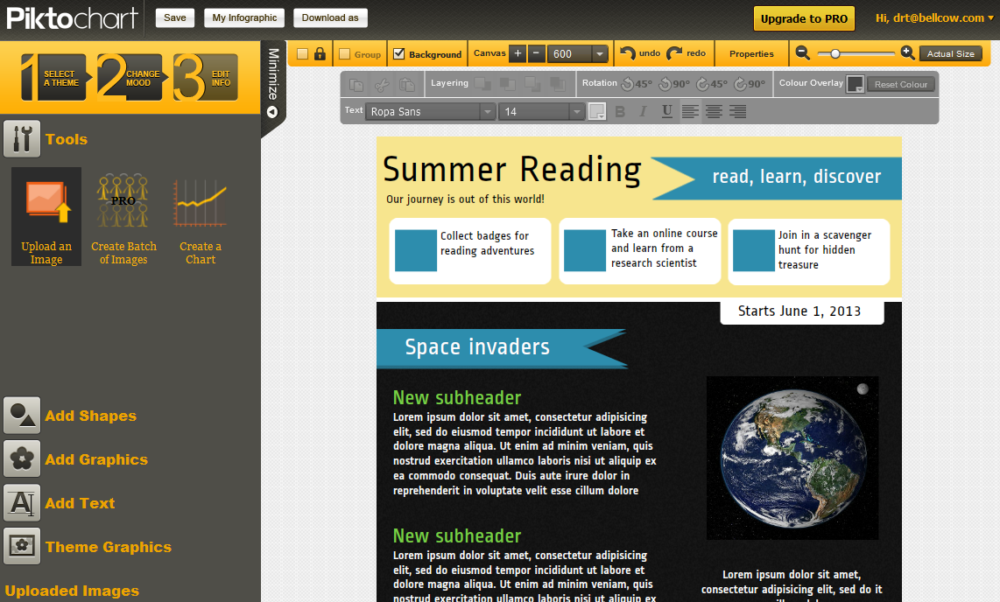 Piktochart
Save
My Infographic
Download as
Upgrade to PRO
Hi, drt@bellcow.com
1 SELECT A THEME
2 CHANGE MOOD
3 EDIT INFO
Minimize
Group
Background
Canvas + − 600
undo
redo
Properties
Actual Size
Layering
Rotation 45° 90° 45° 90°
Colour Overlay
Reset Colour
Text Ropa Sans 14 B I U
Tools
Upload an
Image
PRO
Create Batch
of Images
Create a
Chart
Add Shapes
Add Graphics
A Add Text
Theme Graphics
Uploaded Images
Summer Reading
read, learn, discover
Our journey is out of this world!
Collect badges for
reading adventures
Take an online course
and learn from a
research scientist
Join in a scavenger
hunt for hidden
treasure
Starts June 1, 2013
Space invaders
New subheader
Lorem ipsum dolor sit amet, consectetur adipisicing
elit, sed do eiusmod tempor incididunt ut labore et
dolore magna aliqua. Ut enim ad minim veniam, quis
nostrud exercitation ullamco laboris nisi ut aliquip ex
ea commodo consequat. Duis aute irure dolor in
reprehenderit in voluptate velit esse cillum dolore
New subheader
Lorem ipsum dolor sit amet, consectetur adipisicing
elit, sed do eiusmod tempor incididunt ut labore et
dolore magna aliqua. Ut enim ad minim veniam, quis
nostrud exercitation ullamco laboris nisi ut aliquip ex
Lorem ipsum dolor sit amet,
consectetur adipisicing elit, sed do it